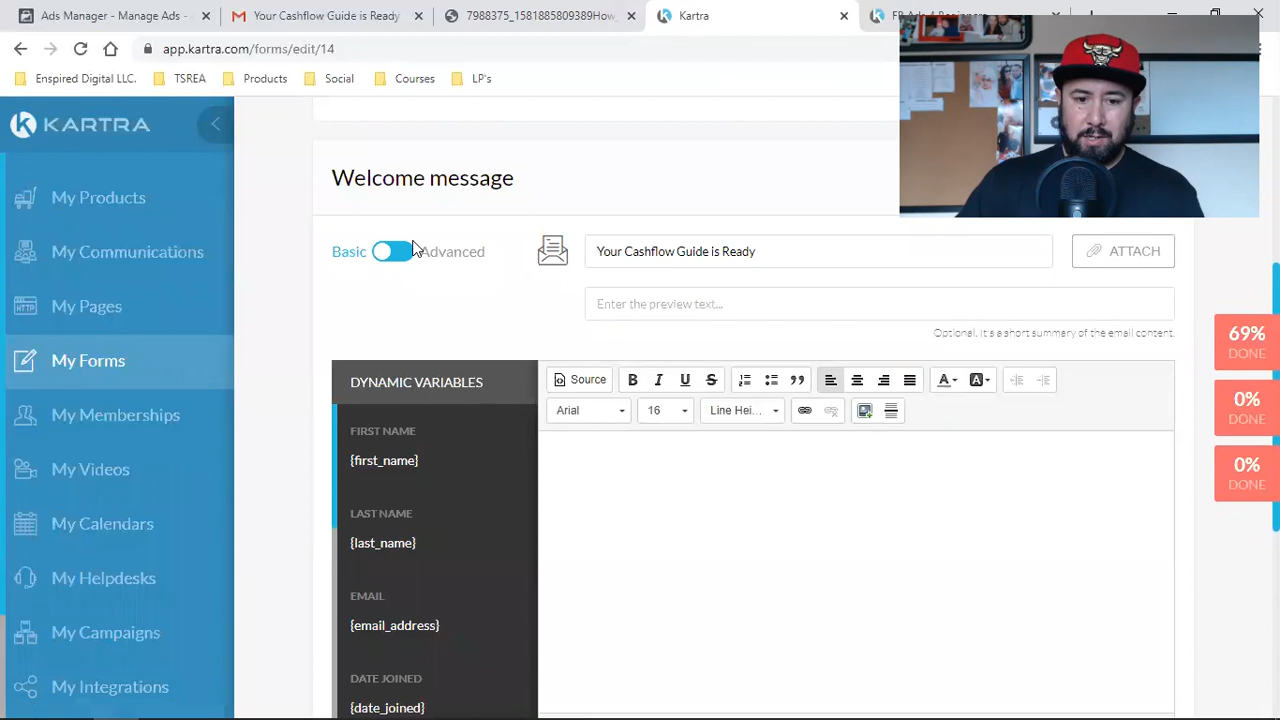 Ads Manager - Manage Ads -
Your Cashflow Guide is Ready
7988375_1581885809389How
Kartra
app.kartra.com/forms/edit/14
Enspired Digital LLC.
TSREA
Products
Social
Courses
LP's
KARTRA
My Products
My Communications
My Pages
My Forms
My Memberships
My Videos
My Calendars
My Helpdesks
My Campaigns
My Integrations
Welcome message
Basic
Advanced
Your Cashflow Guide is Ready
ATTACH
Enter the preview text...
Optional. It's a short summary of the email content.
DYNAMIC VARIABLES
FIRST NAME
{first_name}
LAST NAME
{last_name}
EMAIL
{email_address}
DATE JOINED
{date_joined}
Source
B I U S
A
A
Arial
16
Line Hei...
69%
DONE
0%
DONE
0%
DONE